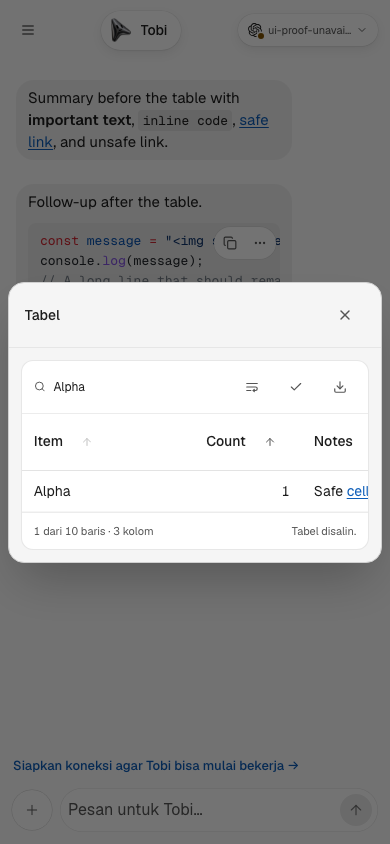 Tobi
ui-proof-unavai...
Summary before the table with
important text, inline code, safe
link, and unsafe link.
Follow-up after the table.
const message = "<img s
console.log(message);
// A long line that should rema
Tabel
Alpha
Item Count Notes
Alpha 1 Safe cell
1 dari 10 baris · 3 kolom Tabel disalin.
Siapkan koneksi agar Tobi bisa mulai bekerja →
Pesan untuk Tobi...